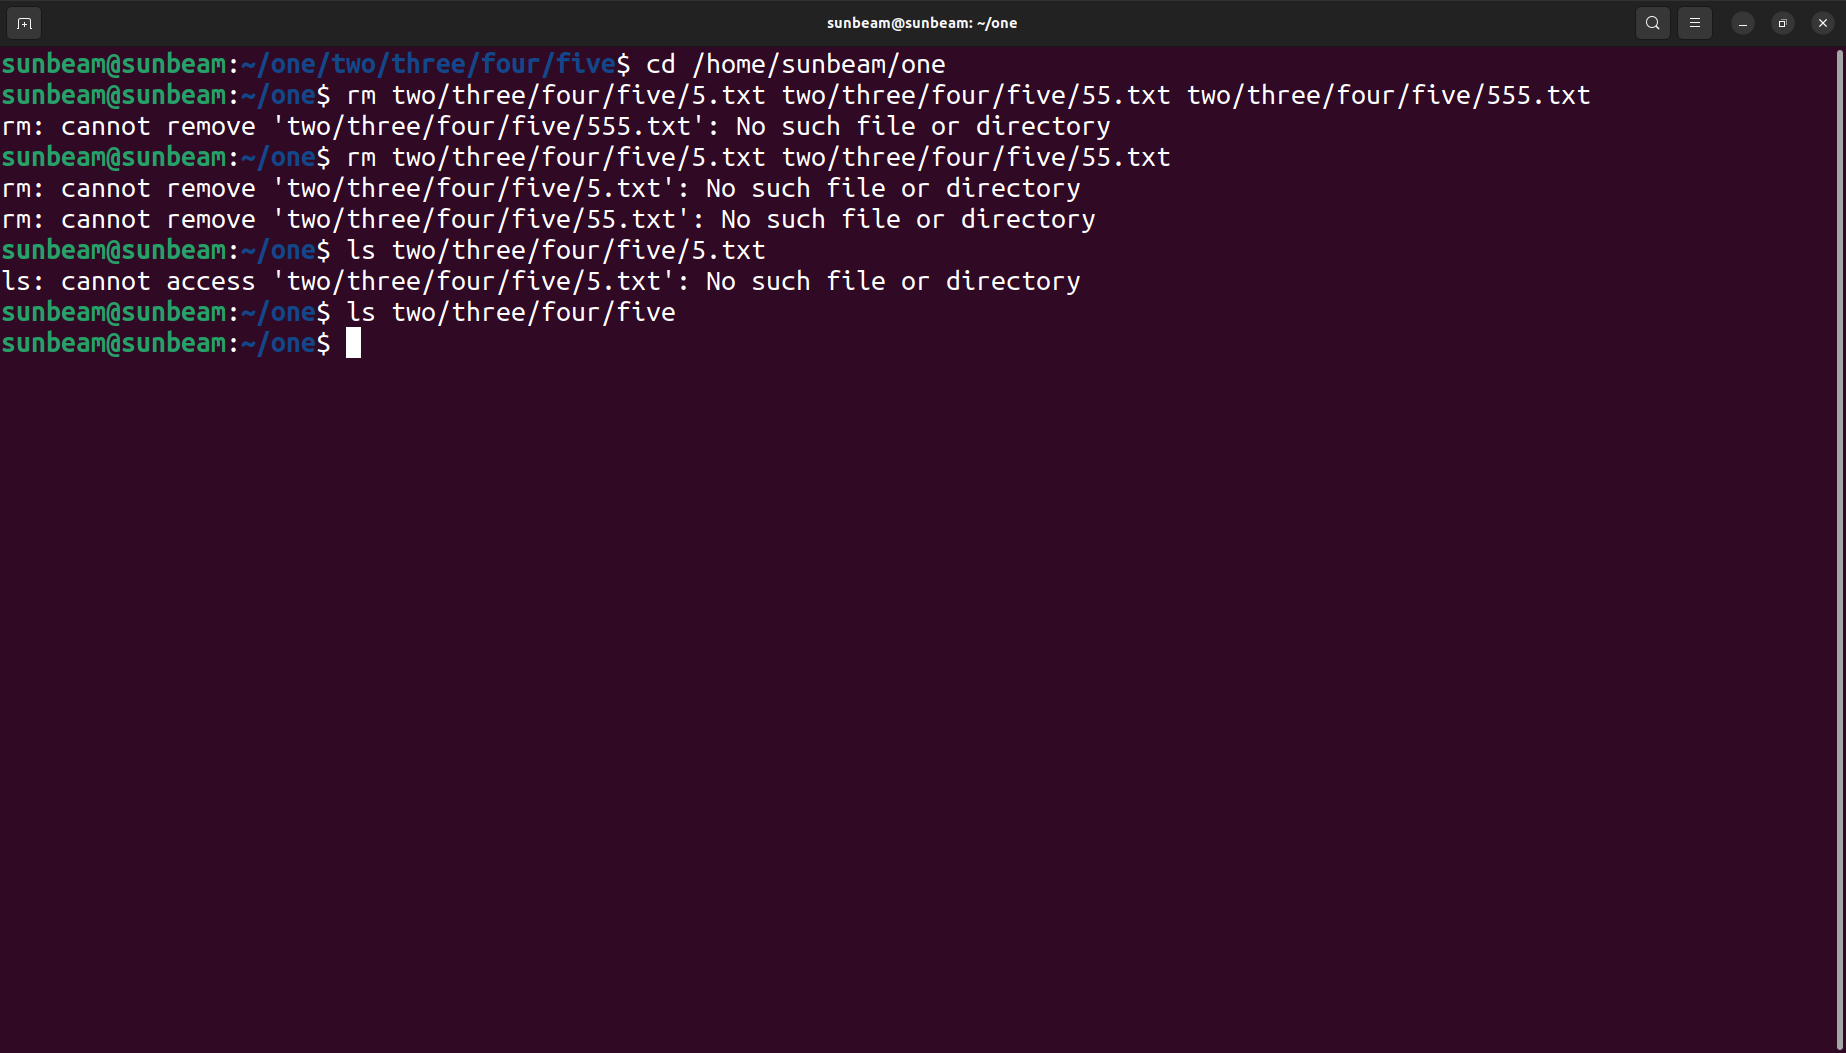 sunbeam@sunbeam: ~/one
sunbeam@sunbeam:~/one/two/three/four/five$ cd /home/sunbeam/one
sunbeam@sunbeam:~/one$ rm two/three/four/five/5.txt two/three/four/five/55.txt two/three/four/five/555.txt
rm: cannot remove 'two/three/four/five/555.txt': No such file or directory
sunbeam@sunbeam:~/one$ rm two/three/four/five/5.txt two/three/four/five/55.txt
rm: cannot remove 'two/three/four/five/5.txt': No such file or directory
rm: cannot remove 'two/three/four/five/55.txt': No such file or directory
sunbeam@sunbeam:~/one$ ls two/three/four/five/5.txt
ls: cannot access 'two/three/four/five/5.txt': No such file or directory
sunbeam@sunbeam:~/one$ ls two/three/four/five
sunbeam@sunbeam:~/one$